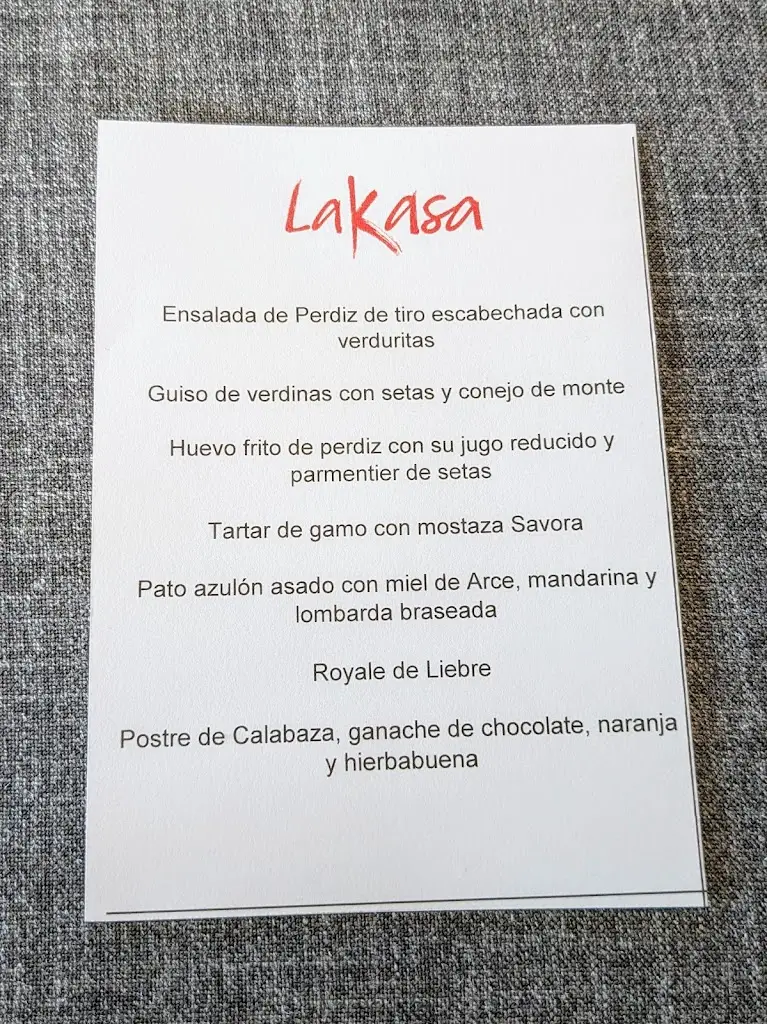 LaKasa
Ensalada de Perdiz de tiro escabechada con
verduritas
Guiso de verdinas con setas y conejo de monte
Huevo frito de perdiz con su jugo reducido y
parmentier de setas
Tartar de gamo con mostaza Savora
Pato azulón asado con miel de Arce, mandarina y
lombarda braseada
Royale de Liebre
Postre de Calabaza, ganache de chocolate, naranja
y hierbabuena